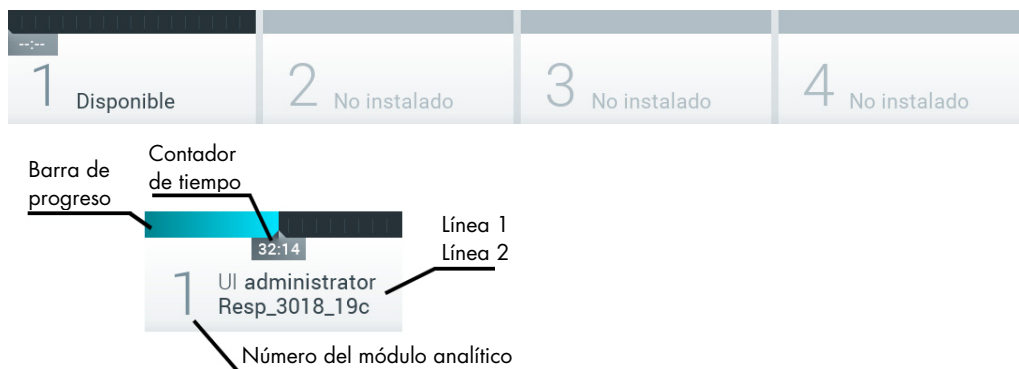 --:--
1 Disponible
2 No instalado
3 No instalado
4 No instalado
Barra de
progreso
Contador
de tiempo
Línea 1
Línea 2
32:14
1 UI administrator
Resp_3018_19c
Número del módulo analítico